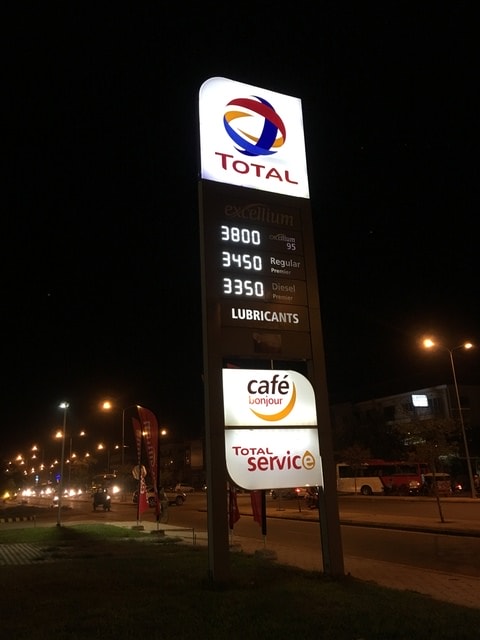 TOTAL
excellium
3800 excellium 95
3450 Regular Premier
3350 Diesel Premier
LUBRICANTS
café
bonjour
TOTAL
service